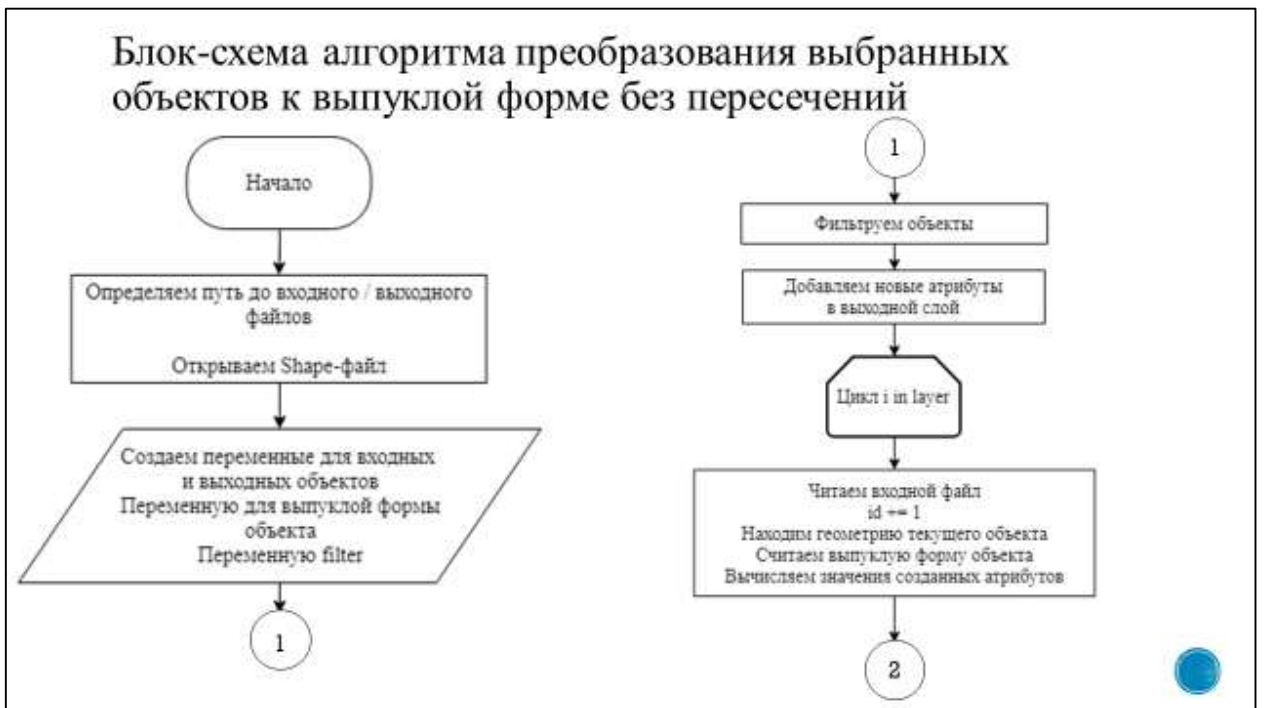 Блок-схема алгоритма преобразования выбранных
объектов к выпуклой форме без пересечений
Начало
Определяем путь до входного / выходного
файлов
Открываем Shape-файл
Создаем переменные для входных
и выходных объектов
Переменную для выпуклой формы
объекта
Переменную filter
1
1
Фильтруем объекты
Добавляем новые атрибуты
в выходной слой
Цикл i in layer
Читаем входной файл
id += 1
Находим геометрию текущего объекта
Считаем выпуклую форму объекта
Вычисляем значения созданных атрибутов
2